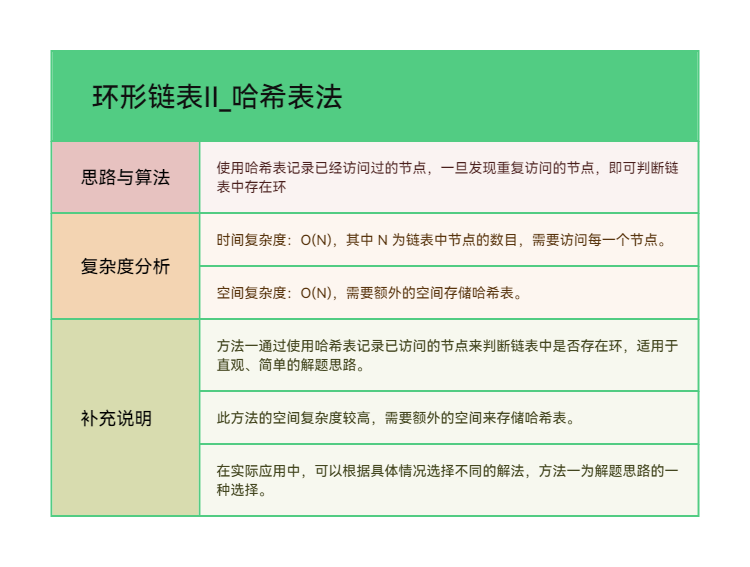 环形链表II_哈希表法
思路与算法
使用哈希表记录已经访问过的节点，一旦发现重复访问的节点，即可判断链
表中存在环
复杂度分析
时间复杂度：O(N)，其中 N 为链表中节点的数目，需要访问每一个节点。
空间复杂度：O(N)，需要额外的空间存储哈希表。
补充说明
方法一通过使用哈希表记录已访问的节点来判断链表中是否存在环，适用于
直观、简单的解题思路。
此方法的空间复杂度较高，需要额外的空间来存储哈希表。
在实际应用中，可以根据具体情况选择不同的解法，方法一为解题思路的一
种选择。